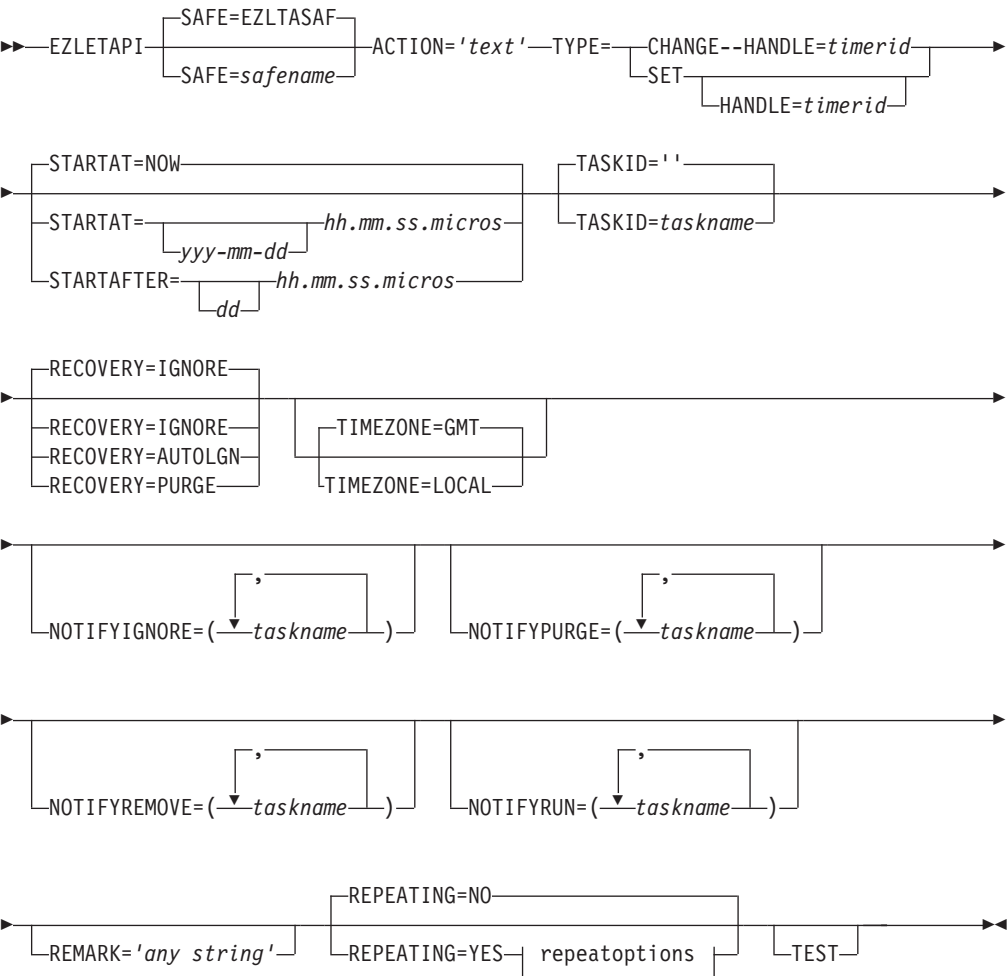 SAFE=EZLTASAF
EZLETAPI ACTION='text' TYPE= CHANGE--HANDLE=timerid
SAFE=safename SET
HANDLE=timerid
STARTAT=NOW TASKID=''
STARTAT= hh.mm.ss.micros TASKID=taskname
yyy-mm-dd
STARTAFTER= hh.mm.ss.micros
dd
RECOVERY=IGNORE
RECOVERY=IGNORE TIMEZONE=GMT
RECOVERY=AUTOLGN
RECOVERY=PURGE TIMEZONE=LOCAL
, ,
NOTIFYIGNORE=( taskname ) NOTIFYPURGE=( taskname )
, ,
NOTIFYREMOVE=( taskname ) NOTIFYRUN=( taskname )
REPEATING=NO
REMARK='any string' REPEATING=YES repeatoptions TEST